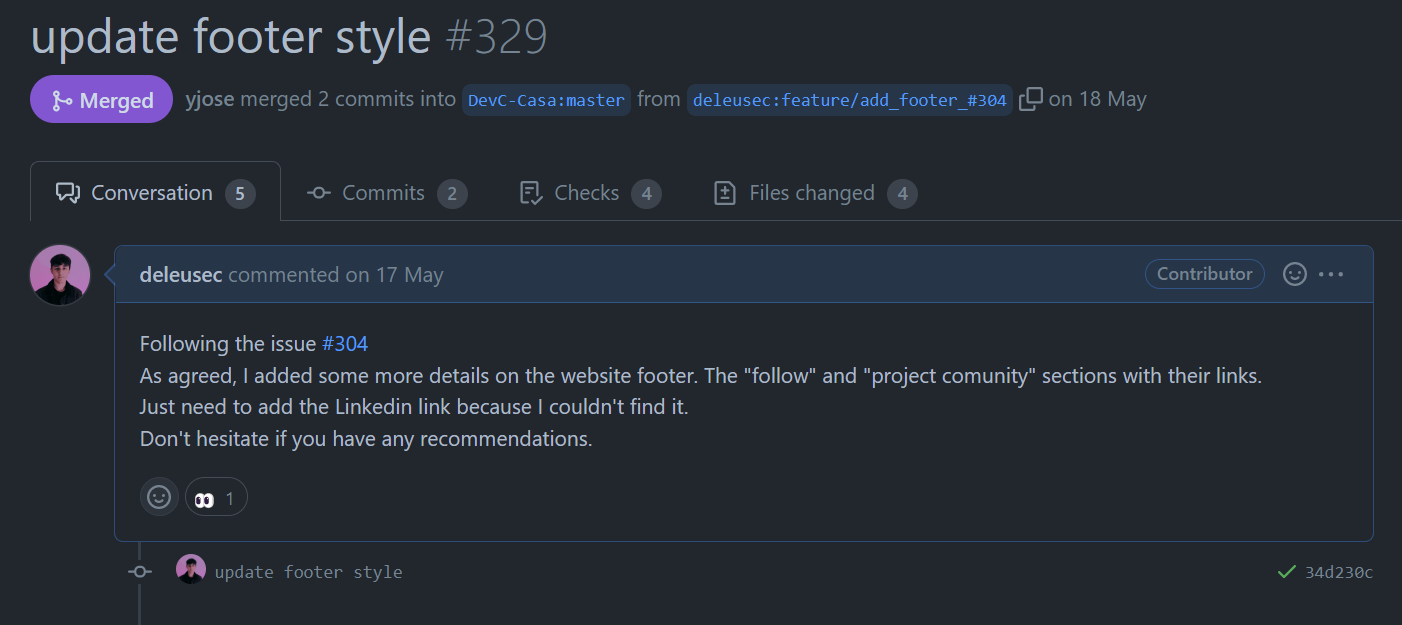 update footer style #329
Merged yjose merged 2 commits into DevC-Casa:master from deleusec:feature/add_footer_#304 on 18 May
Conversation 5 Commits 2 Checks 4 Files changed 4
deleusec commented on 17 May Contributor
Following the issue #304
As agreed, I added some more details on the website footer. The "follow" and "project comunity" sections with their links.
Just need to add the Linkedin link because I couldn't find it.
Don't hesitate if you have any recommendations.
1
update footer style 34d230c